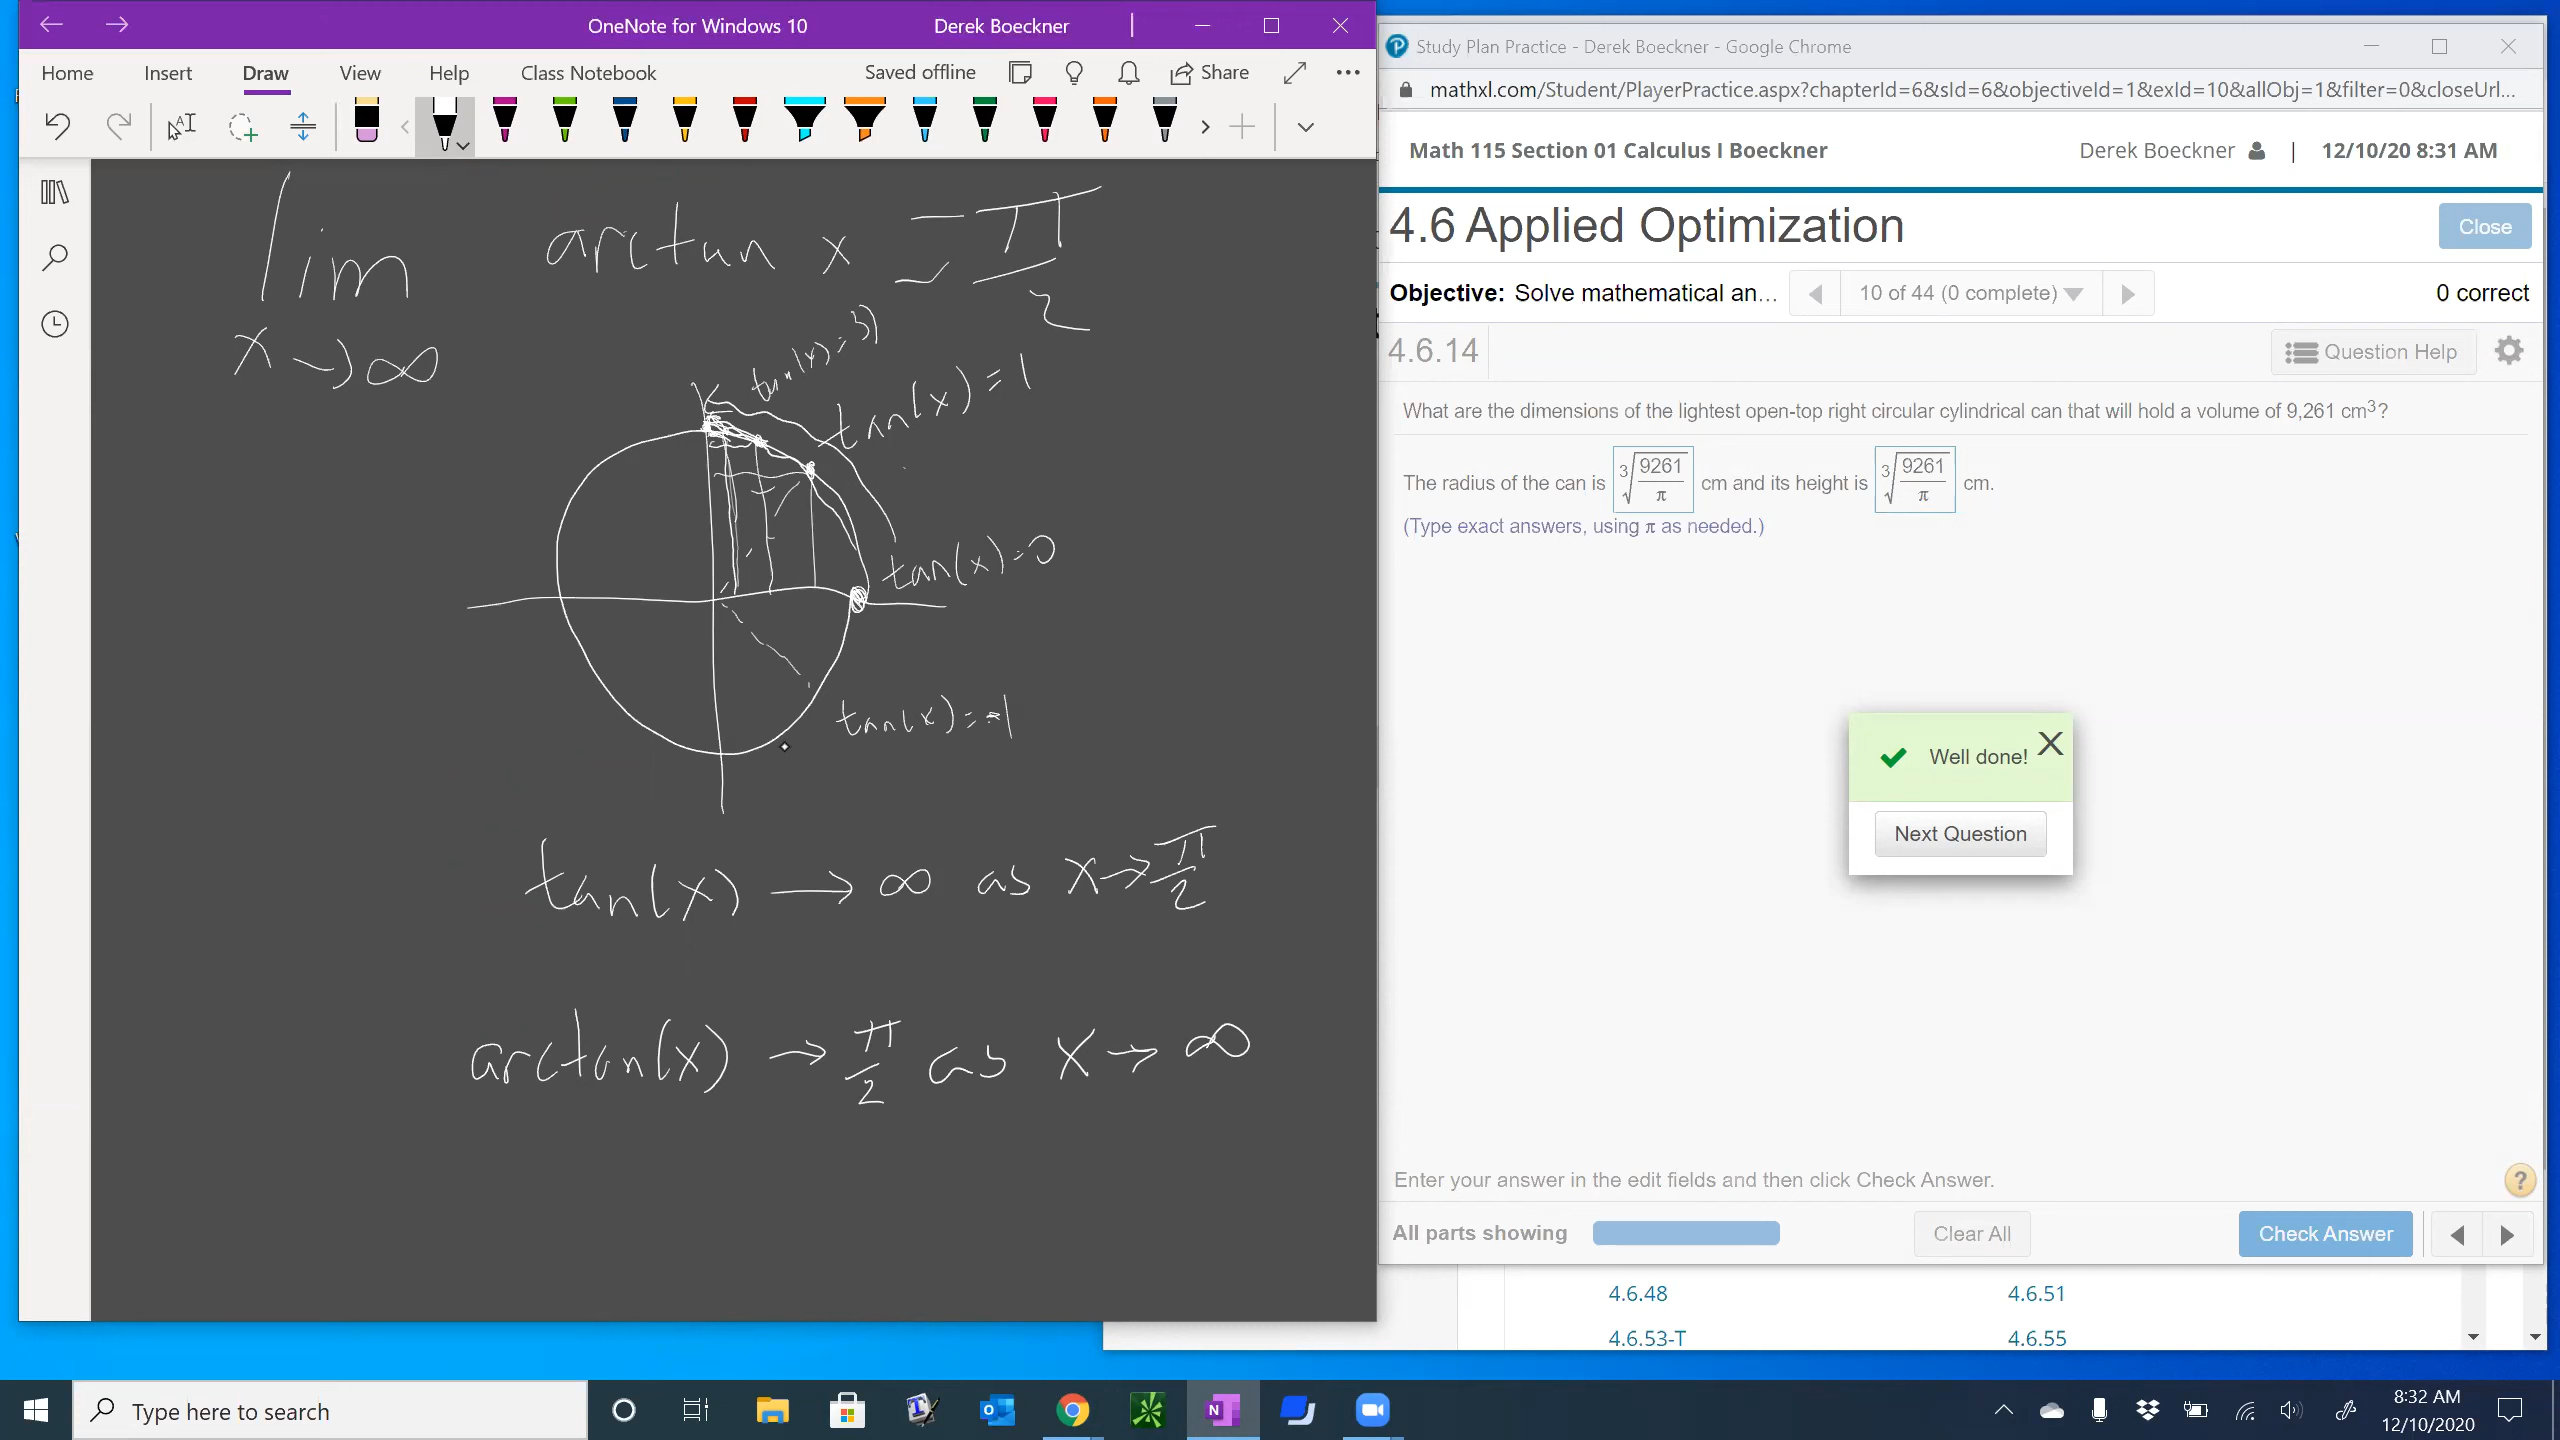 OneNote for Windows 10
Derek Boeckner
Home Insert Draw View Help Class Notebook Saved offline Share
lim arctan x = π/2
x → ∞
tan(x) = 3
tan(x) = 1
tan(x) = 0
tan(x) = -1
tan(x) → ∞ as x → π/2
arctan(x) → π/2 as x → ∞
Study Plan Practice - Derek Boeckner - Google Chrome
mathxl.com/Student/PlayerPractice.aspx?chapterId=6&sId=6&objectiveId=1&exId=10&allObj=1&filter=0&closeUrl...
Math 115 Section 01 Calculus I Boeckner
Derek Boeckner | 12/10/20 8:31 AM
4.6 Applied Optimization
Close
Objective: Solve mathematical an...
10 of 44 (0 complete)
0 correct
4.6.14
Question Help
What are the dimensions of the lightest open-top right circular cylindrical can that will hold a volume of 9,261 cm³?
The radius of the can is ∛(9261/π) cm and its height is ∛(9261/π) cm.
(Type exact answers, using π as needed.)
Well done!
Next Question
Enter your answer in the edit fields and then click Check Answer.
?
All parts showing
Clear All
Check Answer
4.6.48 4.6.51
4.6.53-T 4.6.55
Type here to search
8:32 AM
12/10/2020